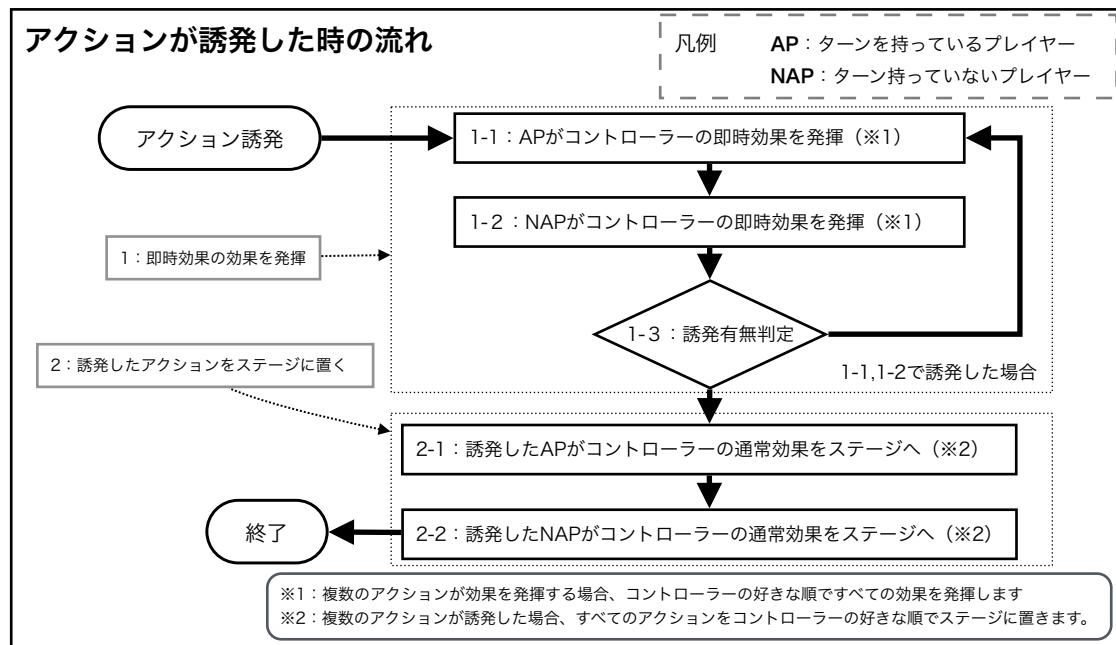 アクションが誘発した時の流れ
凡例
AP：ターンを持っているプレイヤー
NAP：ターン持っていないプレイヤー
アクション誘発
1-1：APがコントローラーの即時効果を発揮（※1）
1-２：NAPがコントローラーの即時効果を発揮（※1）
1：即時効果の効果を発揮
1-３：誘発有無判定
1-1,1-2で誘発した場合
2：誘発したアクションをステージに置く
2-1：誘発したAPがコントローラーの通常効果をステージへ（※2）
2-2：誘発したNAPがコントローラーの通常効果をステージへ（※2）
終了
※1：複数のアクションが効果を発揮する場合、コントローラーの好きな順ですべての効果を発揮します
※2：複数のアクションが誘発した場合、すべてのアクションをコントローラーの好きな順でステージに置きます。